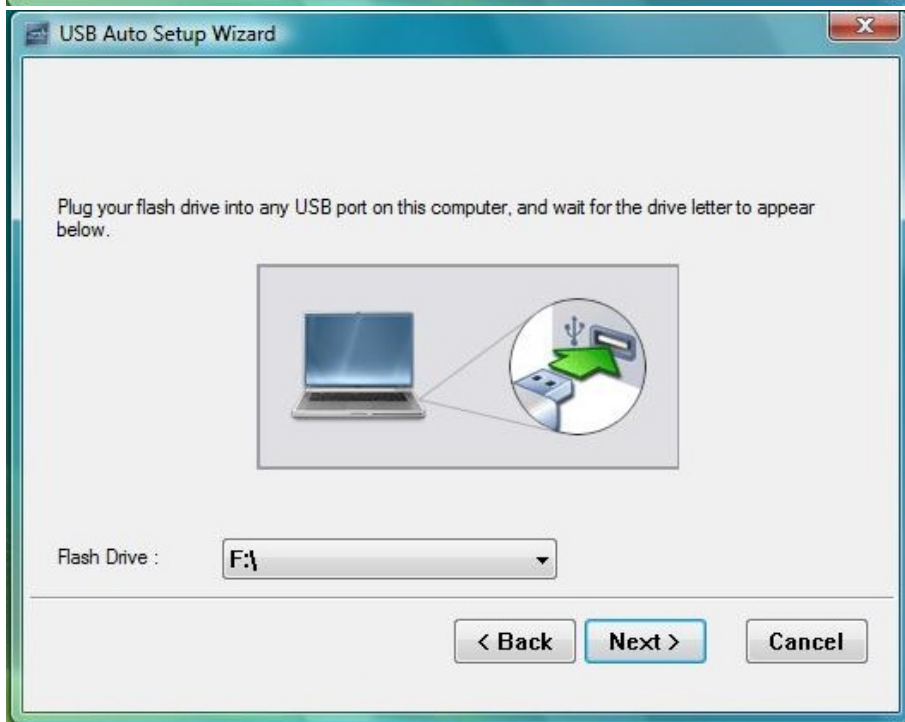 USB Auto Setup Wizard
Plug your flash drive into any USB port on this computer, and wait for the drive letter to appear
below.
Flash Drive :
F:\
< Back
Next >
Cancel